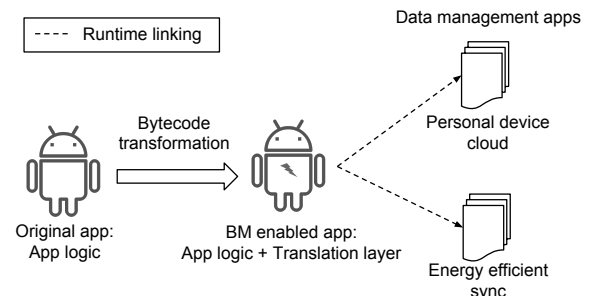 Data management apps
Runtime linking
Bytecode
transformation
Personal device
cloud
Original app:
App logic
BM enabled app:
App logic + Translation layer
Energy efficient
sync